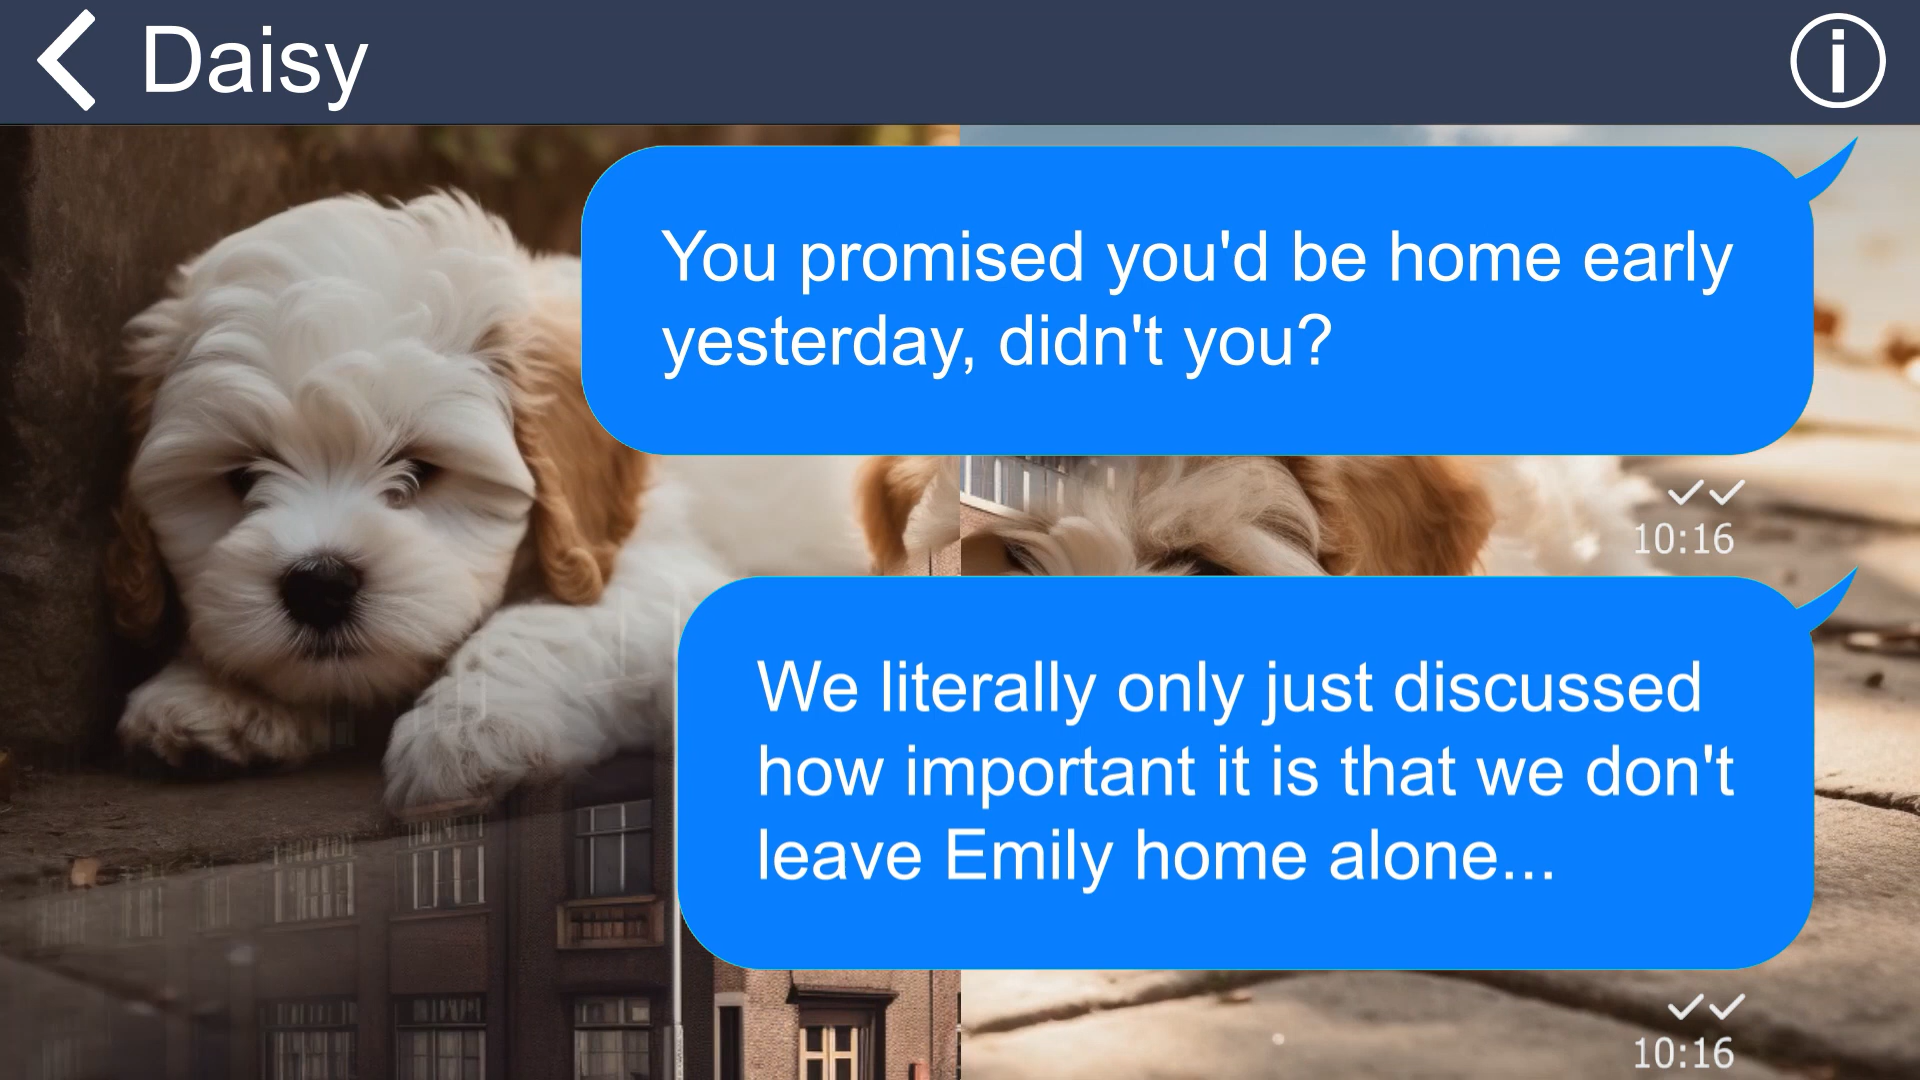 Daisy
You promised you'd be home early
yesterday, didn't you?
10:16
We literally only just discussed
how important it is that we don't
leave Emily home alone...
10:16